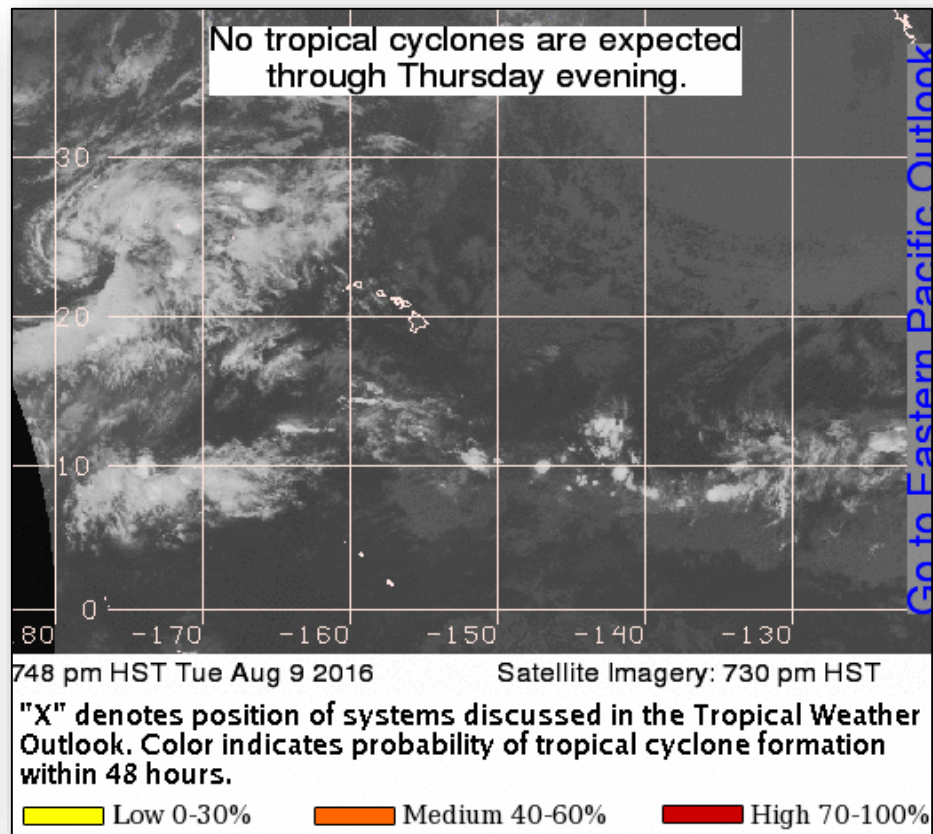 No tropical cyclones are expected
through Thursday evening.
Go to Eastern Pacific Outlook
30
20
10
0
80 -170 -160 -150 -140 -130
748 pm HST Tue Aug 9 2016 Satellite Imagery: 730 pm HST
"X" denotes position of systems discussed in the Tropical Weather
Outlook. Color indicates probability of tropical cyclone formation
within 48 hours.
Low 0-30% Medium 40-60% High 70-100%